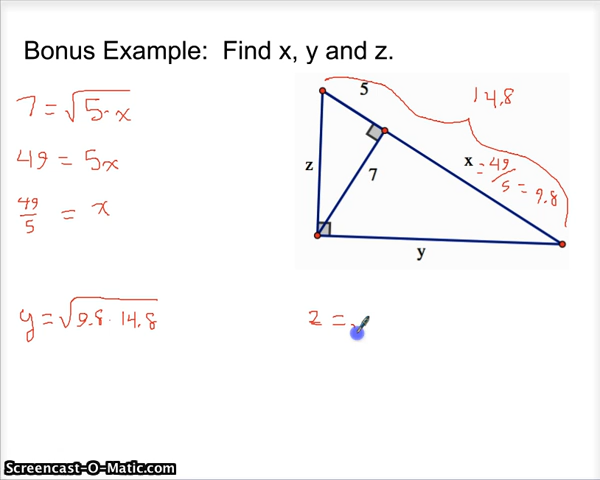 Bonus Example: Find x, y and z.
7 = √5·x
49 = 5x
49/5 = x
y = √9.8·14.8
5
14.8
z
7
x = 49/5 = 9.8
y
z =
Screencast-O-Matic.com